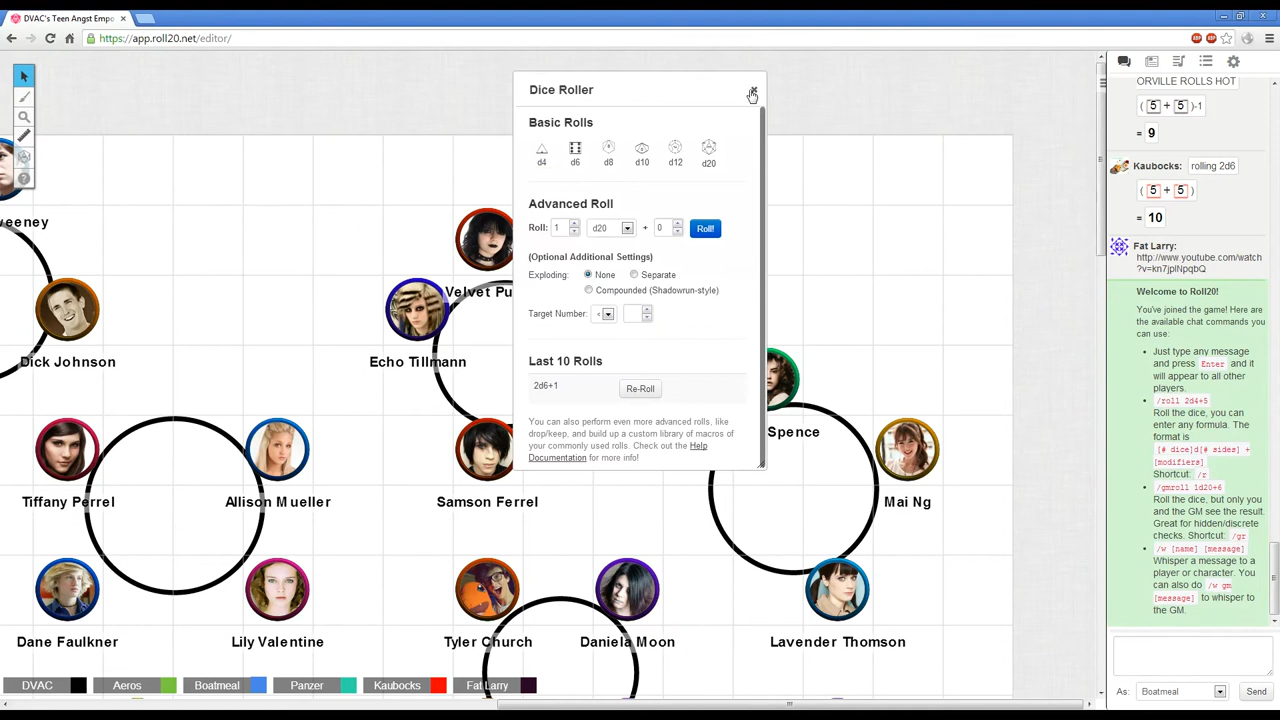 DVAC's Teen Angst Empo
https://app.roll20.net/editor/
Dice Roller
Basic Rolls
d4
d6
d8
d10
d12
d20
Advanced Roll
Roll: 1 d20 + 0 Roll!
(Optional Additional Settings)
Exploding: None Separate
Compounded (Shadowrun-style)
Target Number: <
Last 10 Rolls
2d6+1 Re-Roll
You can also perform even more advanced rolls, like
drop/keep, and build up a custom library of macros of
your commonly used rolls. Check out the Help
Documentation for more info!
weeney
Dick Johnson
Velvet Pu
Echo Tillmann
Spence
Tiffany Perrel
Allison Mueller
Samson Ferrel
Mai Ng
Dane Faulkner
Lily Valentine
Tyler Church
Daniela Moon
Lavender Thomson
DVAC
Aeros
Boatmeal
Panzer
Kaubocks
Fat Larry
ORVILLE ROLLS HOT
( 5 + 5 )-1
= 9
Kaubocks: rolling 2d6
( 5 + 5 )
= 10
Fat Larry:
http://www.youtube.com/watch
?v=kn7jplNpqbQ
Welcome to Roll20!
You've joined the game! Here
are the available chat commands you
can use:
Just type any message
and press Enter and it
will appear to all other
players.
/roll 2d4+5
Roll the dice, you can
enter any formula. The
format is
[# dice]d[# sides] +
[modifiers]
Shortcut: /r
/gmroll 1d20+6
Roll the dice, but only you
and the GM see the result.
Great for hidden/discrete
checks. Shortcut: /gr
/w [name] [message]
Whisper a message to a
player or character. You
can also do /w gm
[message] to whisper to
the GM.
As: Boatmeal Send